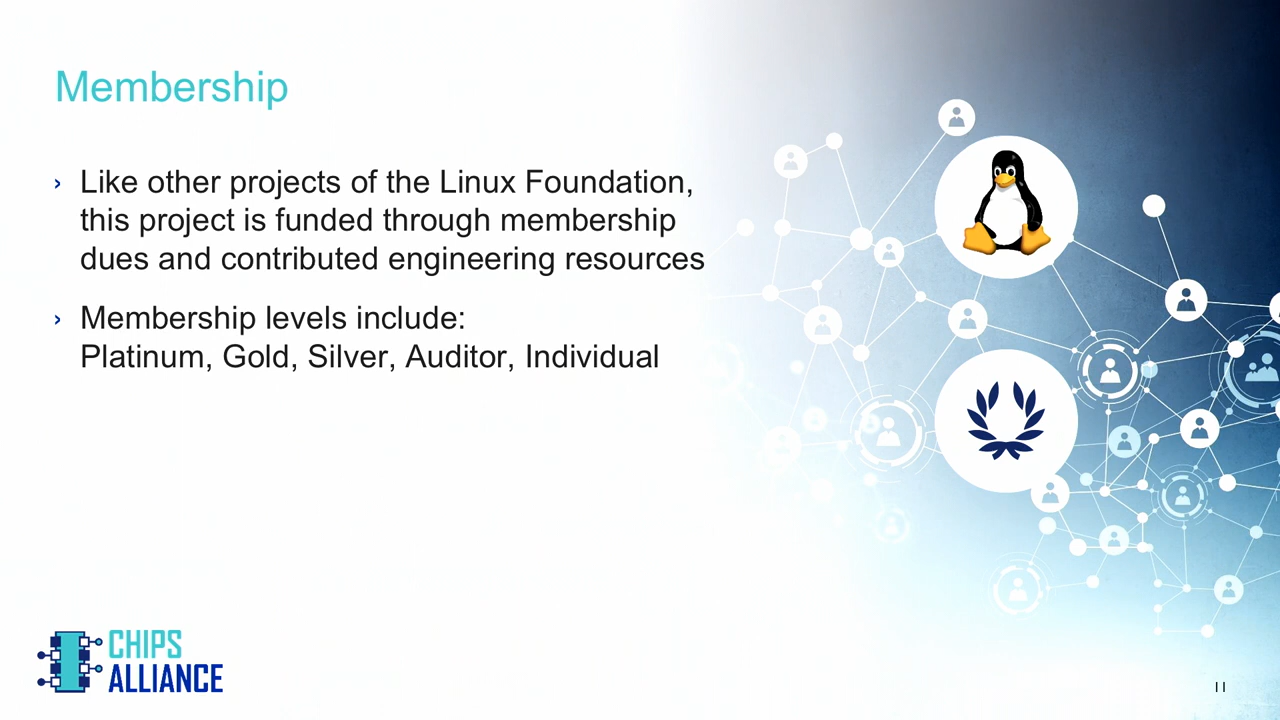 Membership
› Like other projects of the Linux Foundation,
this project is funded through membership
dues and contributed engineering resources
› Membership levels include:
Platinum, Gold, Silver, Auditor, Individual
CHIPS
ALLIANCE
11